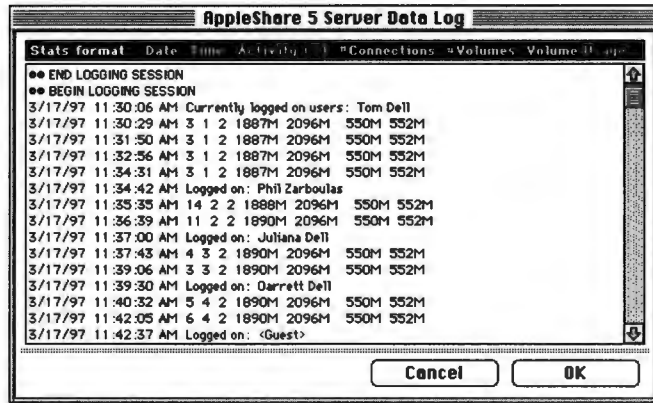 AppleShare 5 Server Data Log
Stats format Date Time Activity #Connections #Volumes Volume
●● END LOGGING SESSION
●● BEGIN LOGGING SESSION
3/17/97 11:30:06 AM Currently logged on users: Tom Dell
3/17/97 11:30:29 AM 3 1 2 1887M 2096M 550M 552M
3/17/97 11:31:50 AM 3 1 2 1887M 2096M 550M 552M
3/17/97 11:32:56 AM 3 1 2 1887M 2096M 550M 552M
3/17/97 11:34:31 AM 3 1 2 1887M 2096M 550M 552M
3/17/97 11:34:42 AM Logged on: Phil Zarboulas
3/17/97 11:35:35 AM 14 2 2 1888M 2096M 550M 552M
3/17/97 11:36:39 AM 11 2 2 1890M 2096M 550M 552M
3/17/97 11:37:00 AM Logged on: Juliana Dell
3/17/97 11:37:43 AM 4 3 2 1890M 2096M 550M 552M
3/17/97 11:39:06 AM 3 3 2 1890M 2096M 550M 552M
3/17/97 11:39:30 AM Logged on: Garrett Dell
3/17/97 11:40:32 AM 5 4 2 1890M 2096M 550M 552M
3/17/97 11:42:05 AM 6 4 2 1890M 2096M 550M 552M
3/17/97 11:42:37 AM Logged on: <Guest>
Cancel OK